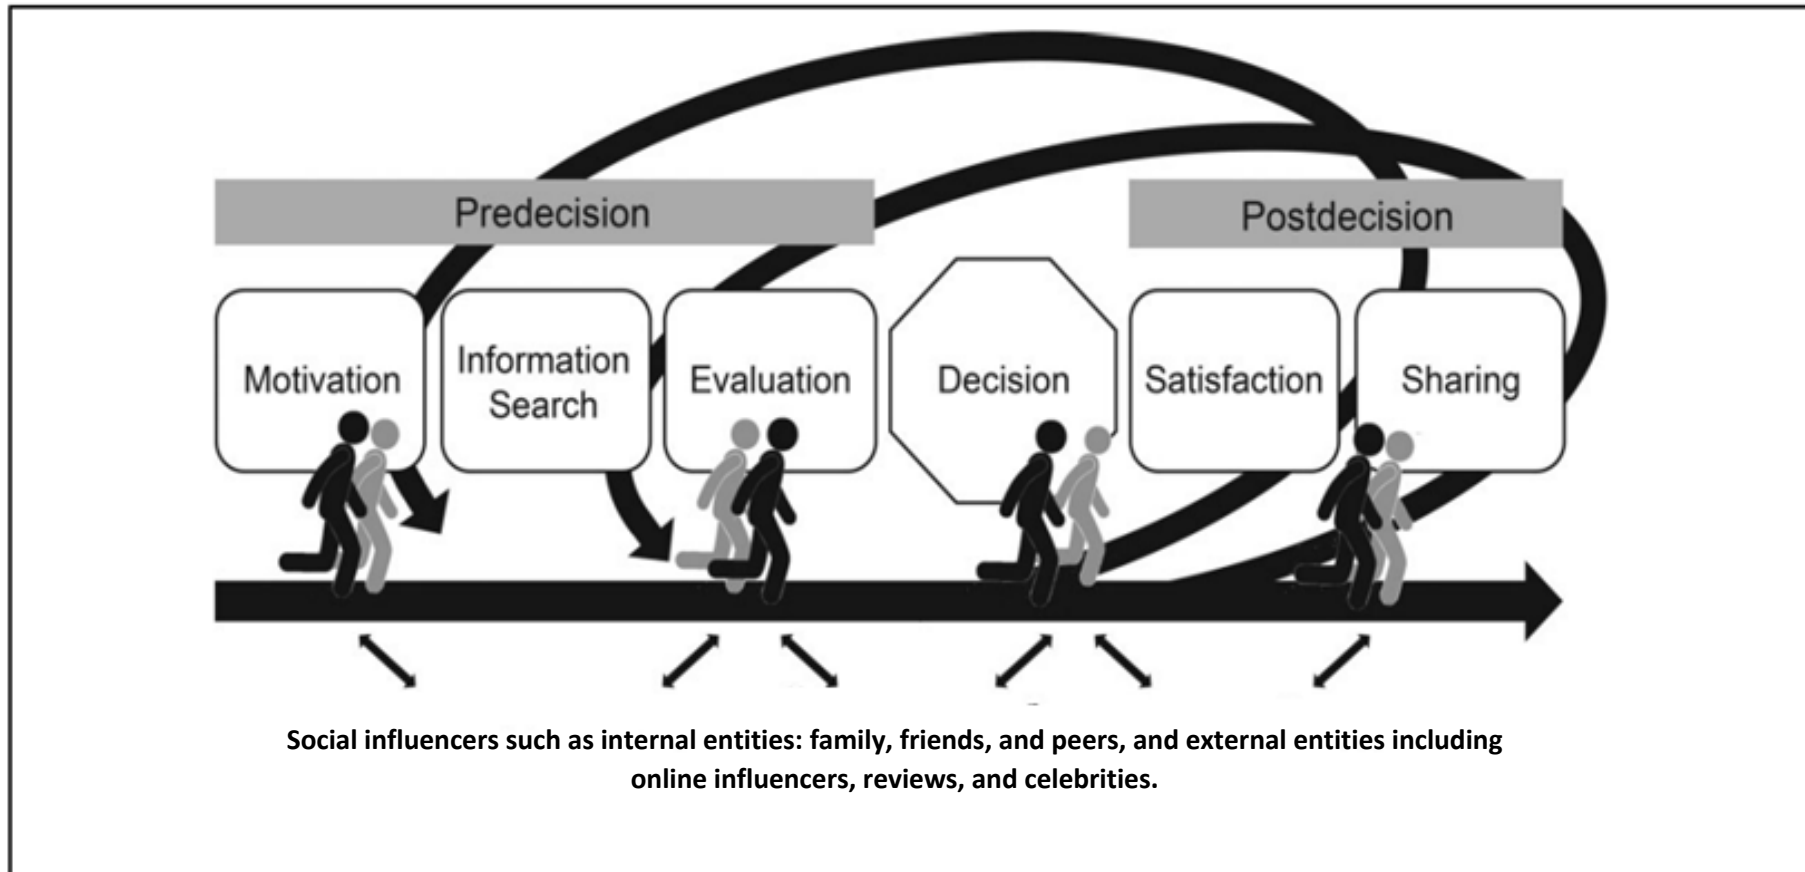 Predecision
Postdecision
Motivation
Information
Search
Evaluation
Decision
Satisfaction
Sharing
Social influencers such as internal entities: family, friends, and peers, and external entities including
online influencers, reviews, and celebrities.